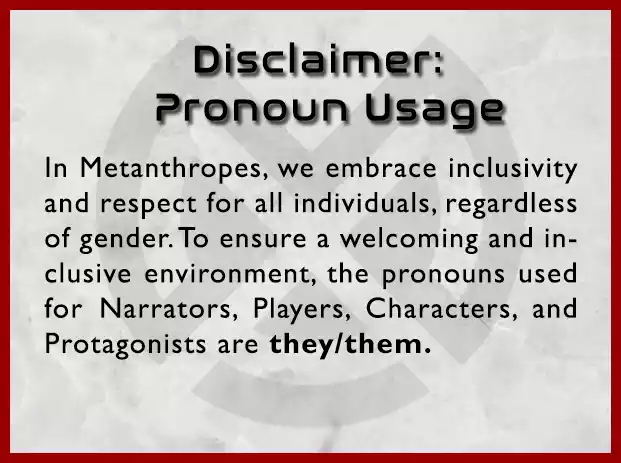 Disclaimer:
Pronoun Usage
In Metanthropes, we embrace inclusivity
and respect for all individuals, regardless
of gender. To ensure a welcoming and in-
clusive environment, the pronouns used
for Narrators, Players, Characters, and
Protagonists are they/them.